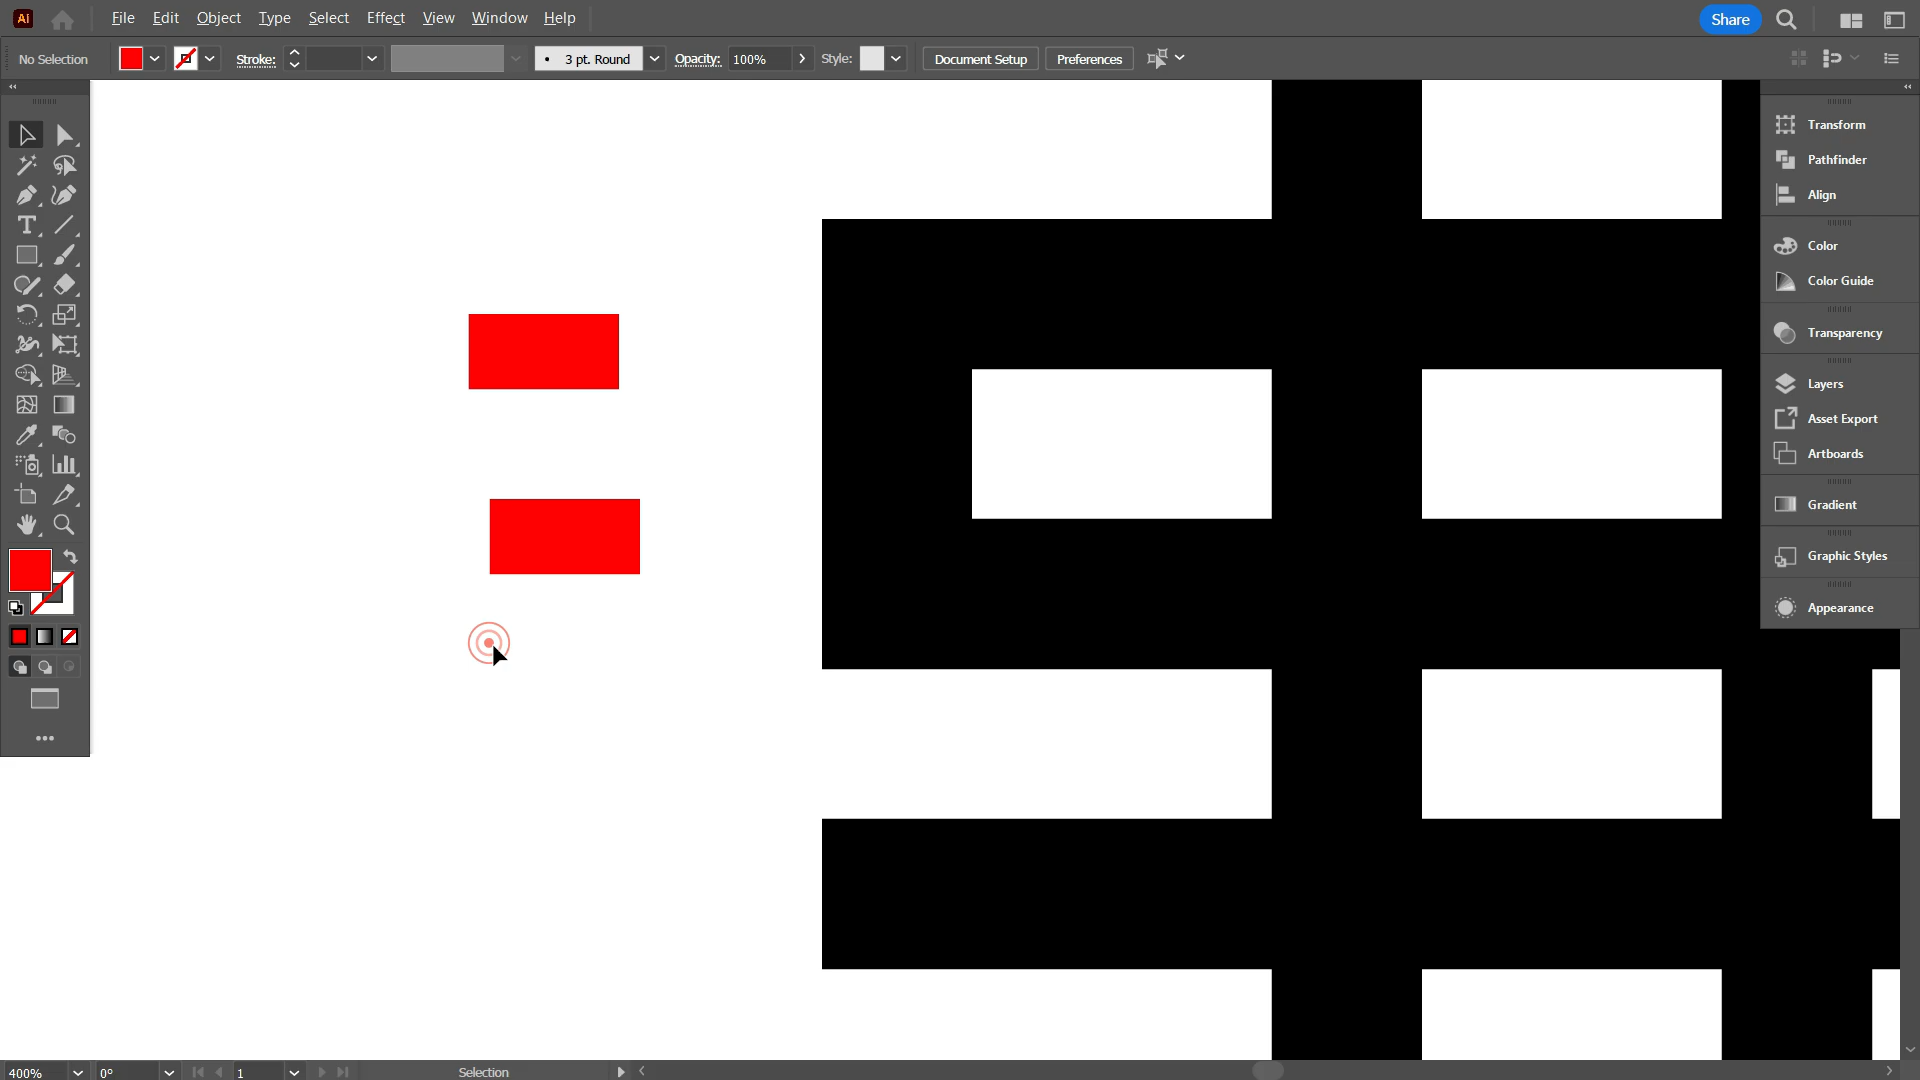 Ai File Edit Object Type Select Effect View Window Help Share
No Selection Stroke: • 3 pt. Round Opacity: 100% Style: Document Setup Preferences
Transform
Pathfinder
Align
Color
Color Guide
Transparency
Layers
Asset Export
Artboards
Gradient
Graphic Styles
Appearance
400% 0° 1 Selection